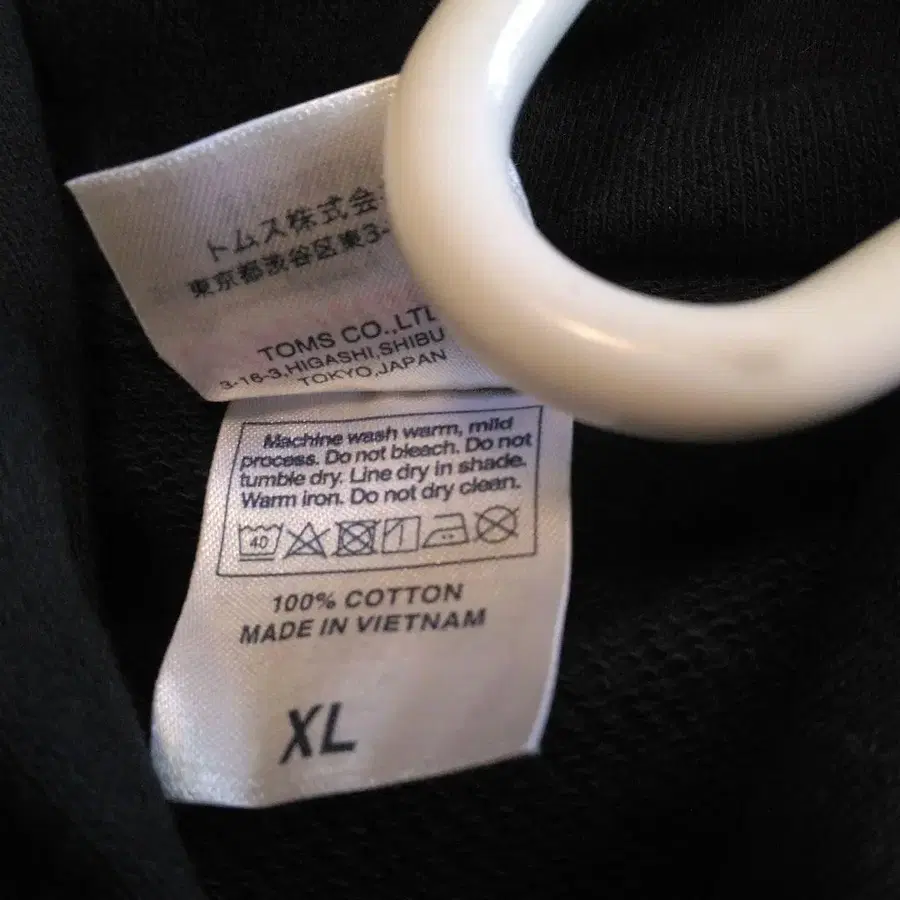 トムス株式会
東京都渋谷区東3-
TOMS CO.,LTD
3-16-3,HIGASHI,SHIBU
TOKYO,JAPAN
Machine wash warm, mild
process. Do not bleach. Do not
tumble dry. Line dry in shade.
Warm iron. Do not dry clean.
40
100% COTTON
MADE IN VIETNAM
XL